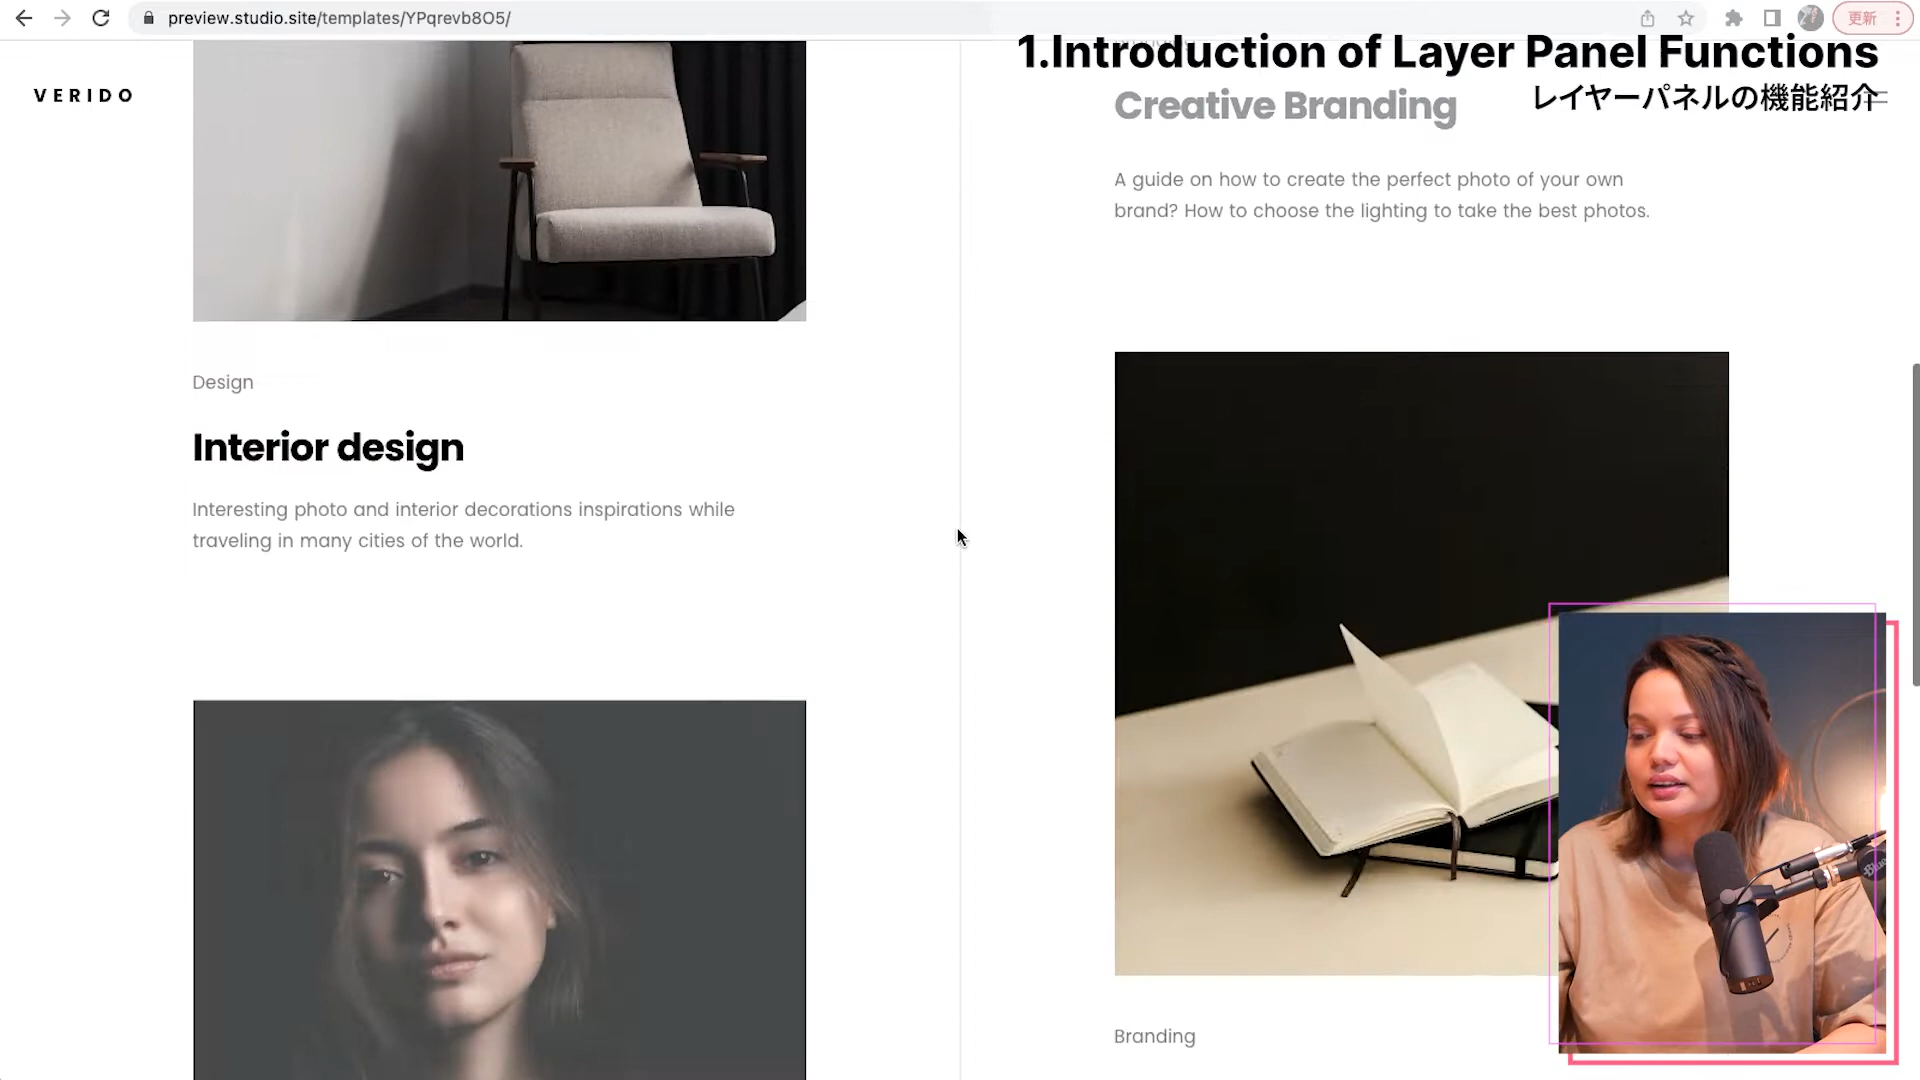 preview.studio.site/templates/YPqrevb8O5/
更新
1.Introduction of Layer Panel Functions
レイヤーパネルの機能紹介
VERIDO
Creative Branding
A guide on how to create the perfect photo of your own
brand? How to choose the lighting to take the best photos.
Design
Interior design
Interesting photo and interior decorations inspirations while
traveling in many cities of the world.
Branding